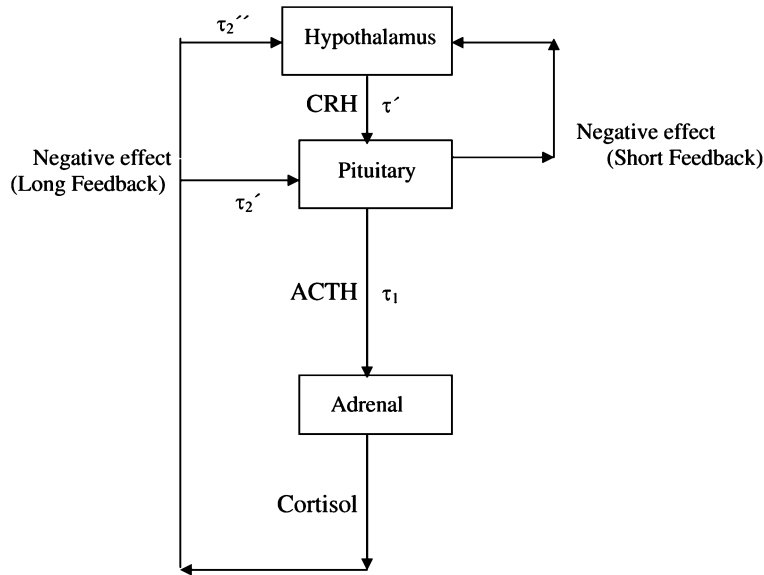 τ₂´´
Hypothalamus
CRH τ´
Negative effect
(Short Feedback)
Negative effect
(Long Feedback)
Pituitary
τ₂´
ACTH τ₁
Adrenal
Cortisol